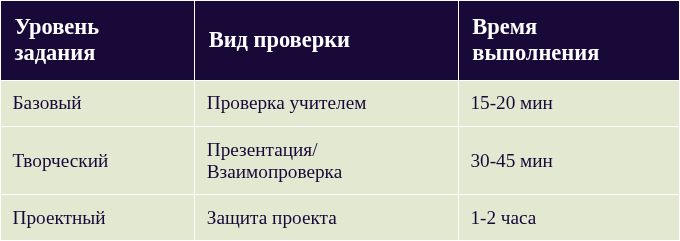 Уровень
задания
Вид проверки
Время
выполнения
Базовый
Проверка учителем
15-20 мин
Творческий
Презентация/
Взаимопроверка
30-45 мин
Проектный
Защита проекта
1-2 часа